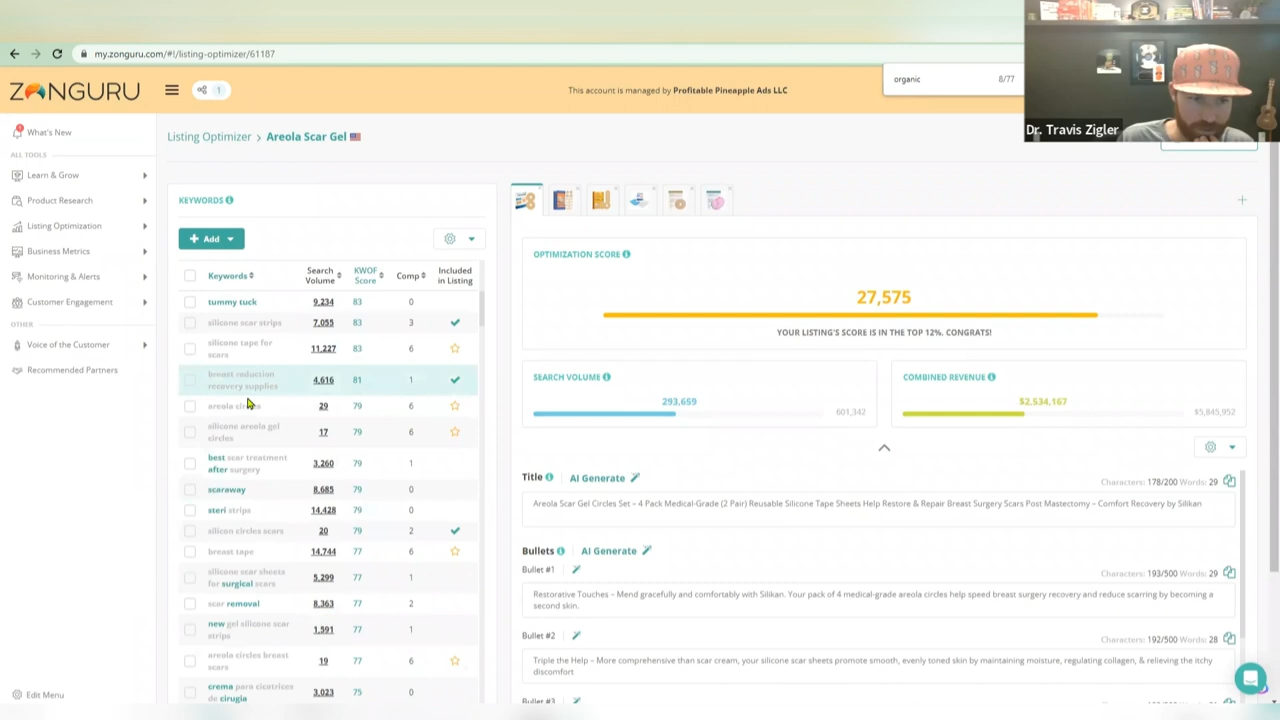 my.zonguru.com/#!/listing-optimizer/61187
organic 8/77
ZONGURU
1
This account is managed by Profitable Pineapple Ads LLC
Dr. Travis Zigler
What's New
ALL TOOLS
Learn & Grow
Product Research
Listing Optimization
Business Metrics
Monitoring & Alerts
Customer Engagement
OTHER
Voice of the Customer
Recommended Partners
Edit Menu
Listing Optimizer > Areola Scar Gel
KEYWORDS
+ Add
Keywords Search Volume KWOF Score Comp Included in Listing
tummy tuck 9,234 83 0
silicone scar strips 7,055 83 3
silicone tape for
scars 11,227 83 6
breast reduction
recovery supplies 4,616 81 1
areola circles 29 79 6
silicone areola gel
circles 17 79 6
best scar treatment
after surgery 3,260 79 1
scaraway 8,685 79 0
steri strips 14,428 79 0
silicon circles scars 20 79 2
breast tape 14,744 77 6
silicone scar sheets
for surgical scars 5,299 77 1
scar removal 8,363 77 2
new gel silicone scar
strips 1,591 77 1
areola circles breast
scars 19 77 6
crema para cicatrices
de cirugia 3,023 75 0
OPTIMIZATION SCORE
27,575
YOUR LISTING'S SCORE IS IN THE TOP 12%. CONGRATS!
SEARCH VOLUME
293,659
601,342
COMBINED REVENUE
$2,534,167
$5,845,952
Title AI Generate
Characters: 178/200 Words: 29
Areola Scar Gel Circles Set – 4 Pack Medical-Grade (2 Pair) Reusable Silicone Tape Sheets Help Restore & Repair Breast Surgery Scars Post Mastectomy – Comfort Recovery by Silikan
Bullets AI Generate
Bullet #1
Characters: 193/500 Words: 29
Restorative Touches – Mend gracefully and comfortably with Silikan. Your pack of 4 medical-grade areola circles help speed breast surgery recovery and reduce scarring by becoming a
second skin.
Bullet #2
Characters: 192/500 Words: 28
Triple the Help – More comprehensive than scar cream, your silicone scar sheets promote smooth, evenly toned skin by maintaining moisture, regulating collagen, & relieving the itchy
discomfort
Bullet #3